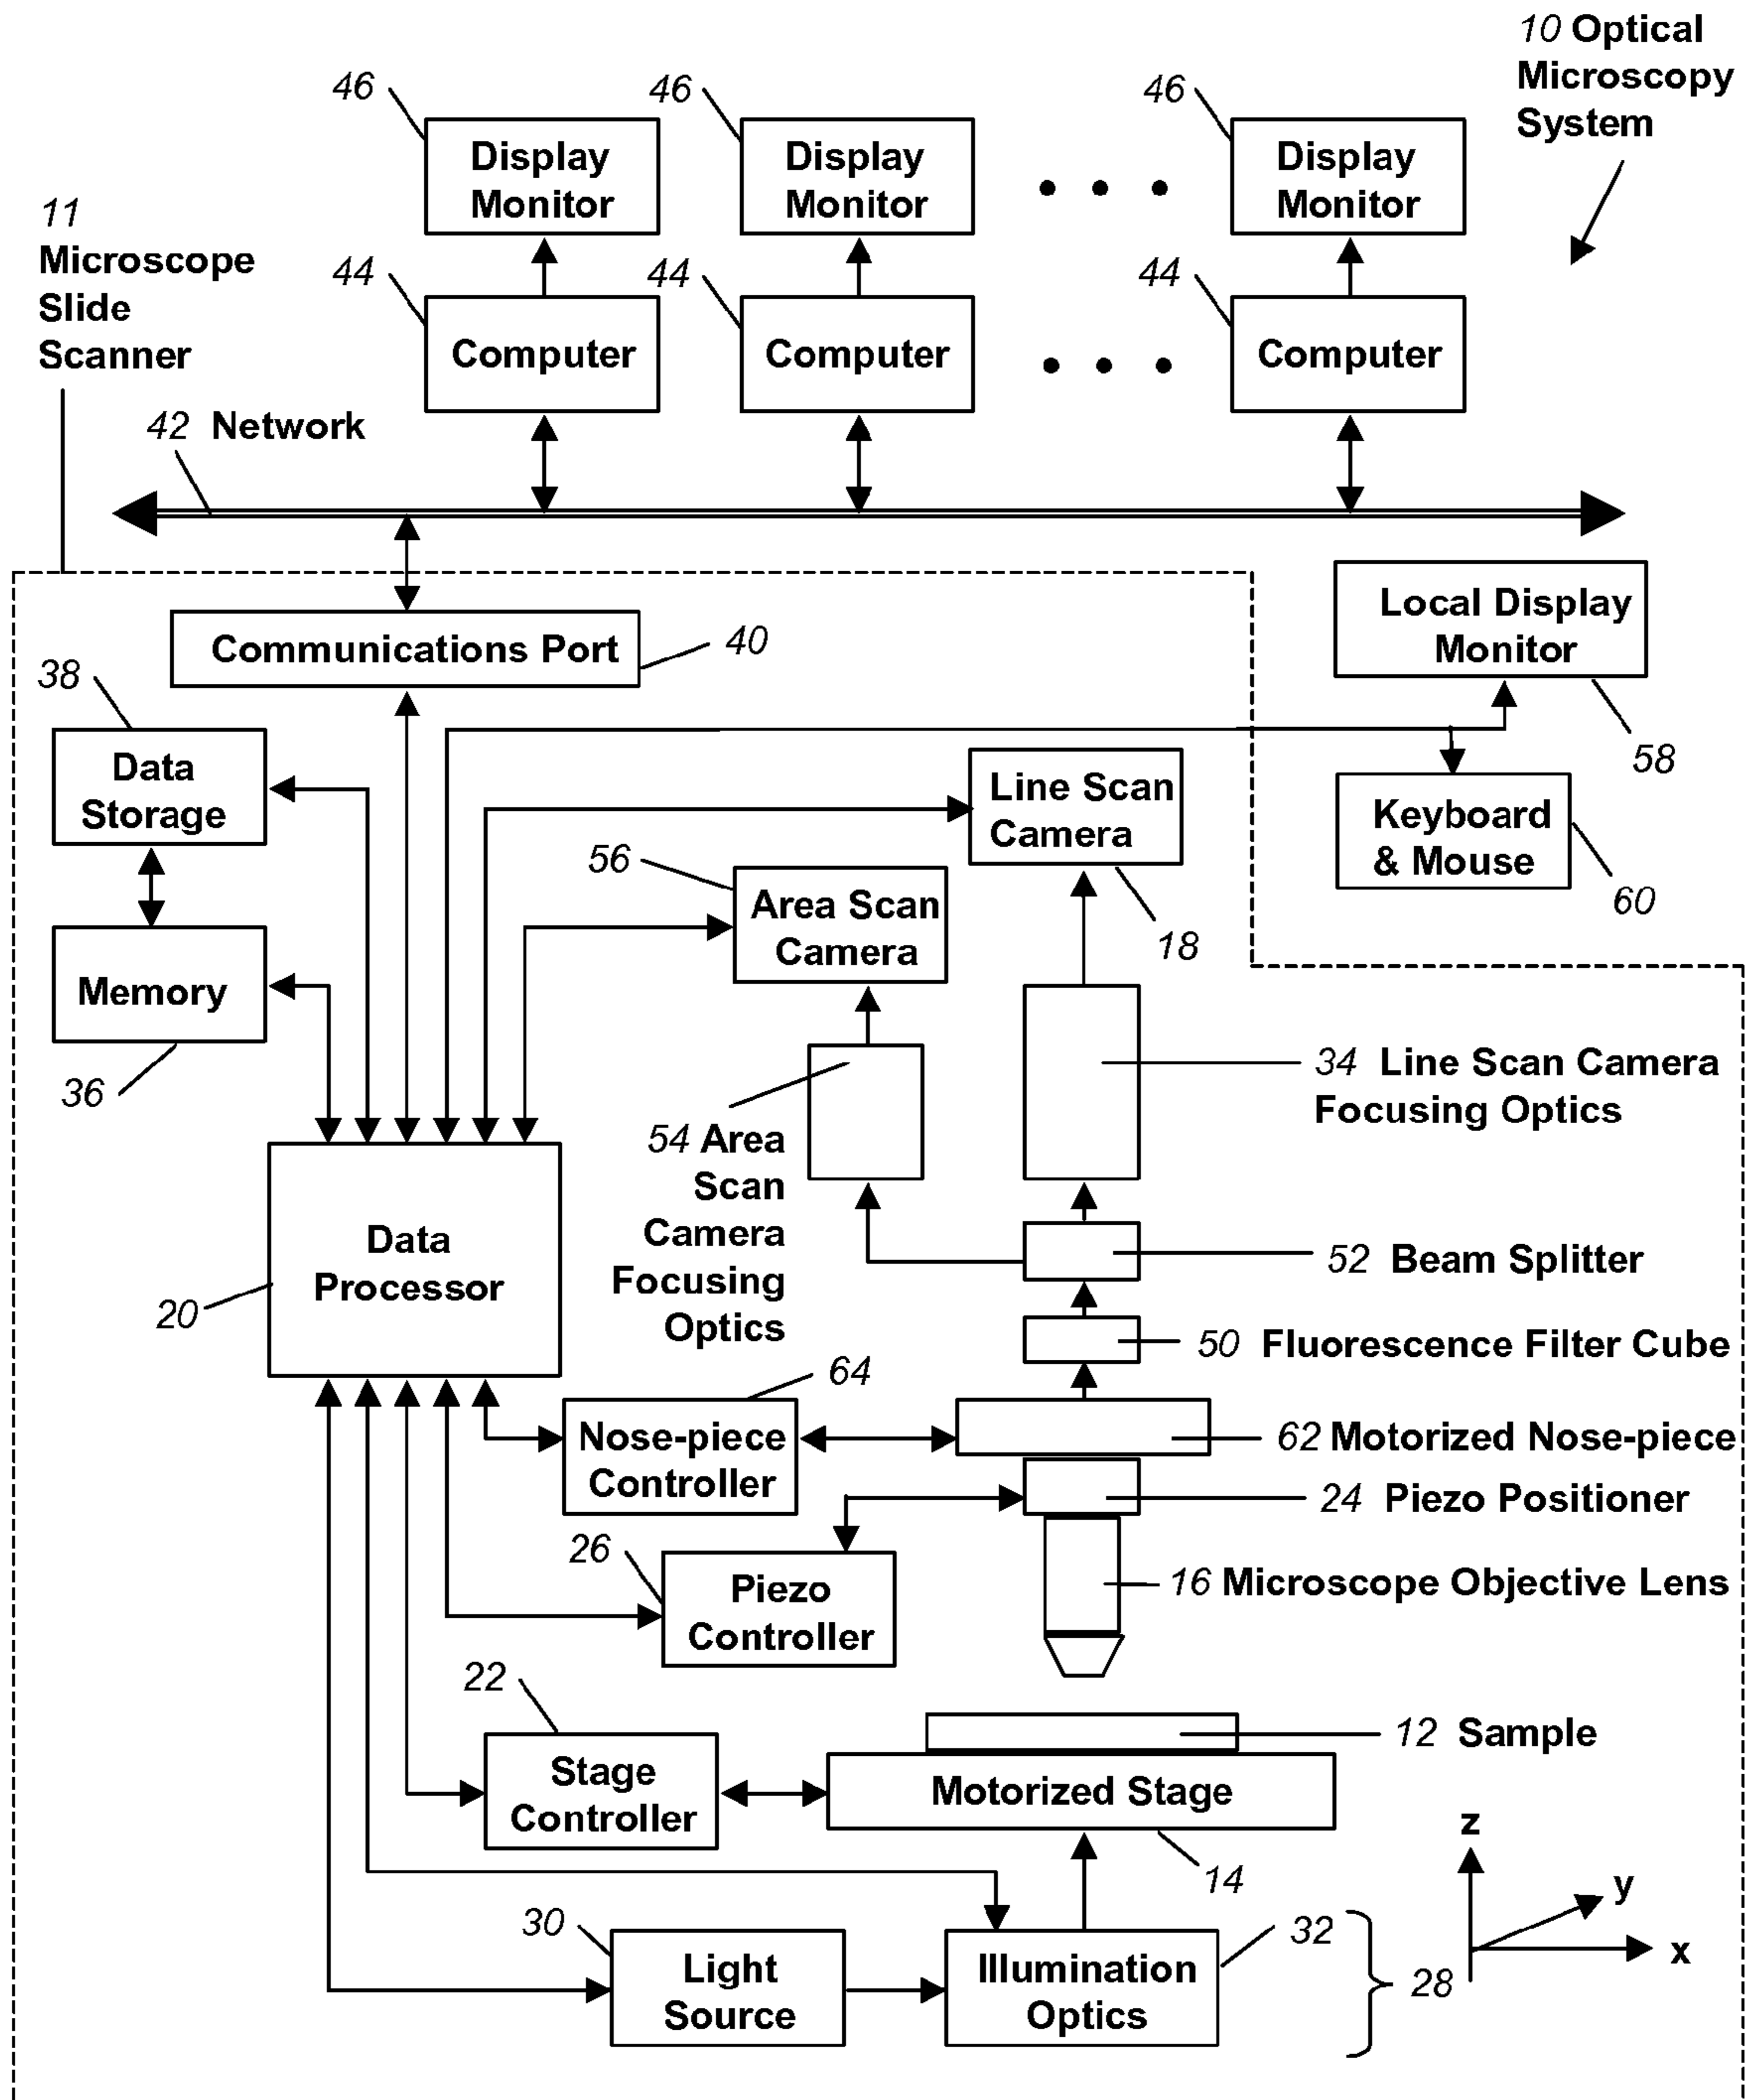 10 Optical
Microscopy
System
46
46
46
Display
Monitor
Display
Monitor
Display
Monitor
11
Microscope
Slide
Scanner
44
44
44
Computer
Computer
Computer
42 Network
Communications Port
40
Local Display
Monitor
58
38
Data
Storage
Line Scan
Camera
18
Keyboard
& Mouse
60
56
Area Scan
Camera
Memory
36
34 Line Scan Camera
Focusing Optics
54 Area
Scan
Camera
Focusing
Optics
Data
Processor
20
52 Beam Splitter
50 Fluorescence Filter Cube
64
Nose-piece
Controller
62 Motorized Nose-piece
24 Piezo Positioner
26
Piezo
Controller
16 Microscope Objective Lens
22
Stage
Controller
12 Sample
Motorized Stage
14
z
y
x
30
Light
Source
Illumination
Optics
32
28